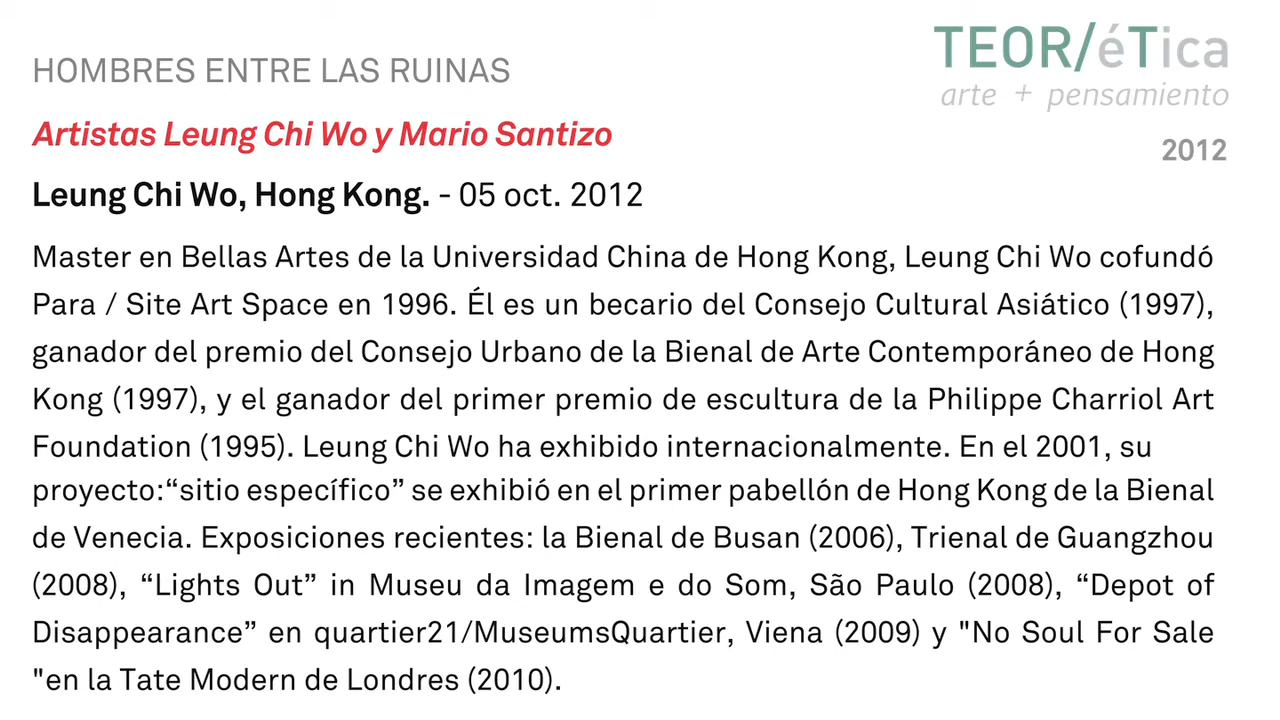 TEOR/éTica
arte + pensamiento
2012
HOMBRES ENTRE LAS RUINAS
Artistas Leung Chi Wo y Mario Santizo
Leung Chi Wo, Hong Kong. - 05 oct. 2012
Master en Bellas Artes de la Universidad China de Hong Kong, Leung Chi Wo cofundó
Para / Site Art Space en 1996. Él es un becario del Consejo Cultural Asiático (1997),
ganador del premio del Consejo Urbano de la Bienal de Arte Contemporáneo de Hong
Kong (1997), y el ganador del primer premio de escultura de la Philippe Charriol Art
Foundation (1995). Leung Chi Wo ha exhibido internacionalmente. En el 2001, su
proyecto:“sitio específico” se exhibió en el primer pabellón de Hong Kong de la Bienal
de Venecia. Exposiciones recientes: la Bienal de Busan (2006), Trienal de Guangzhou
(2008), “Lights Out” in Museu da Imagem e do Som, São Paulo (2008), “Depot of
Disappearance” en quartier21/MuseumsQuartier, Viena (2009) y "No Soul For Sale
"en la Tate Modern de Londres (2010).